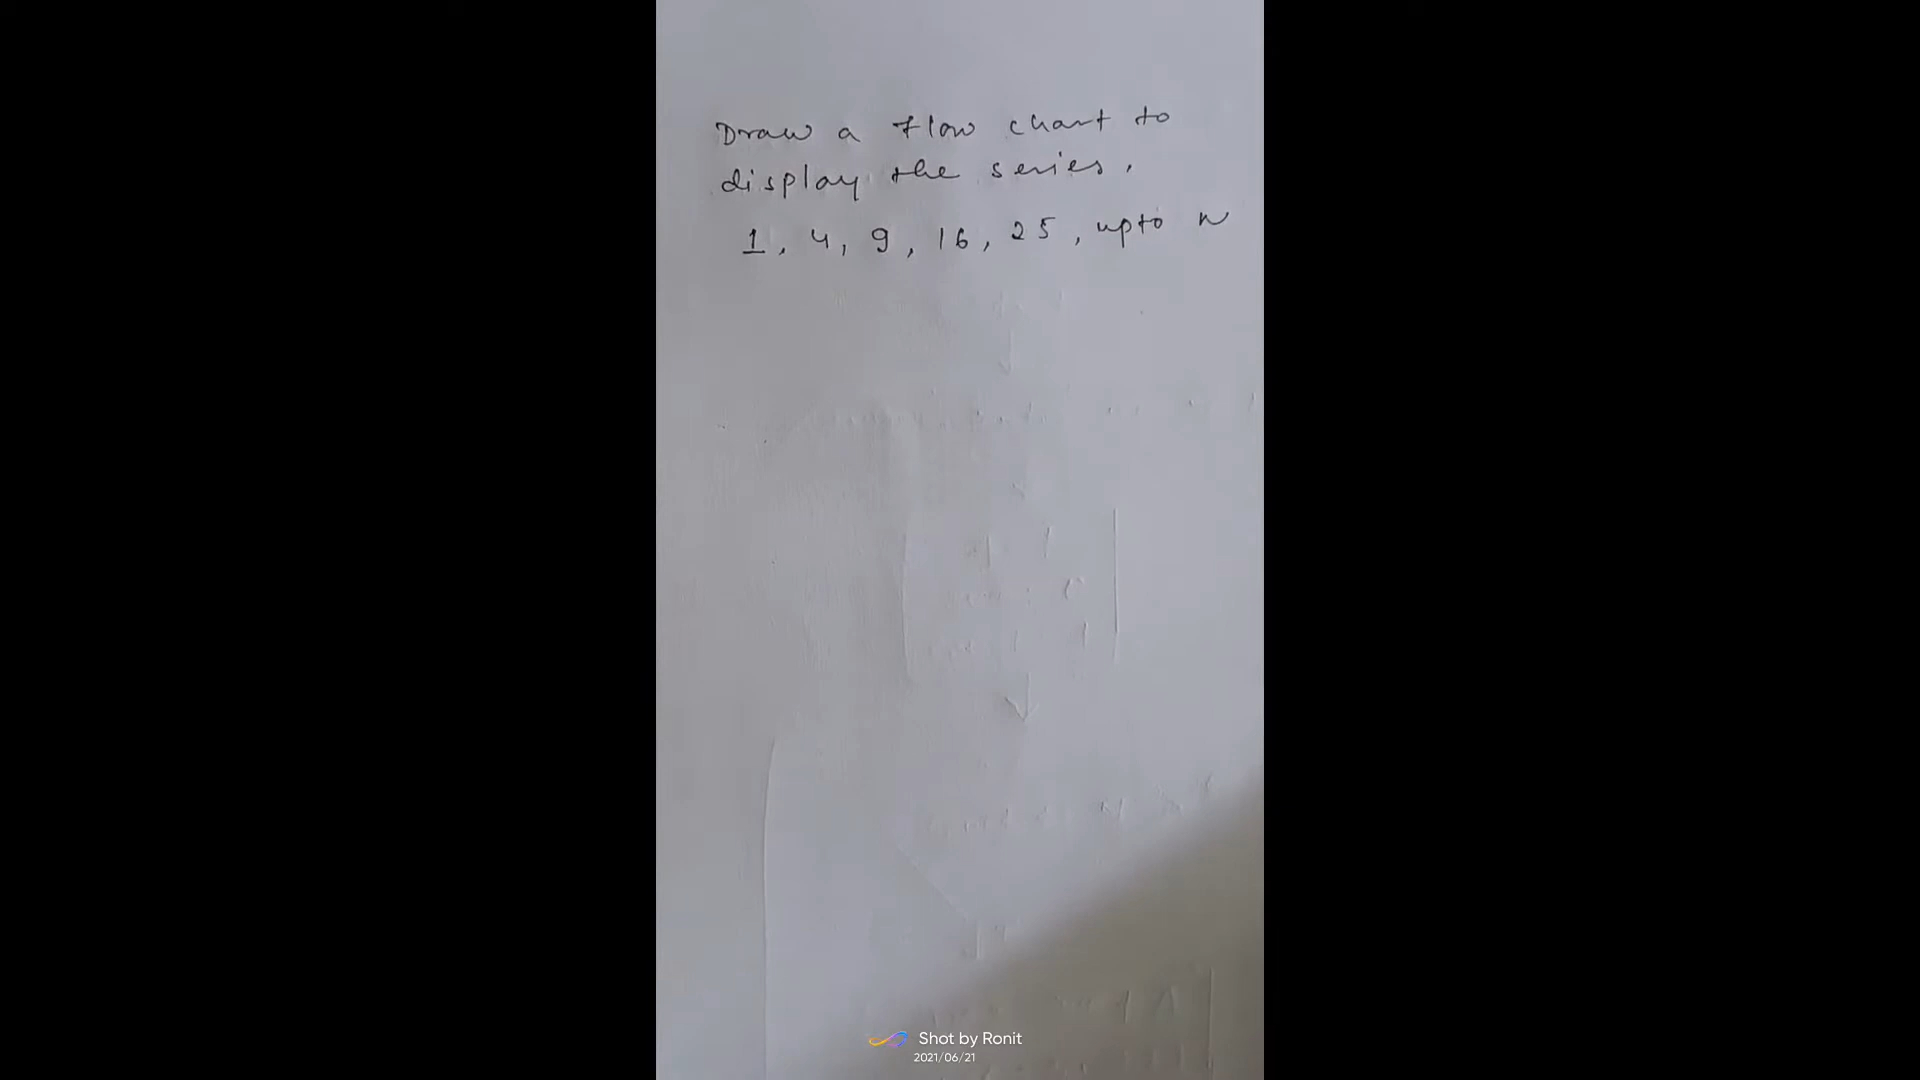 Draw a flow chart to
display the series.
1, 4, 9, 16, 25, upto N
Shot by Ronit
2021/06/21